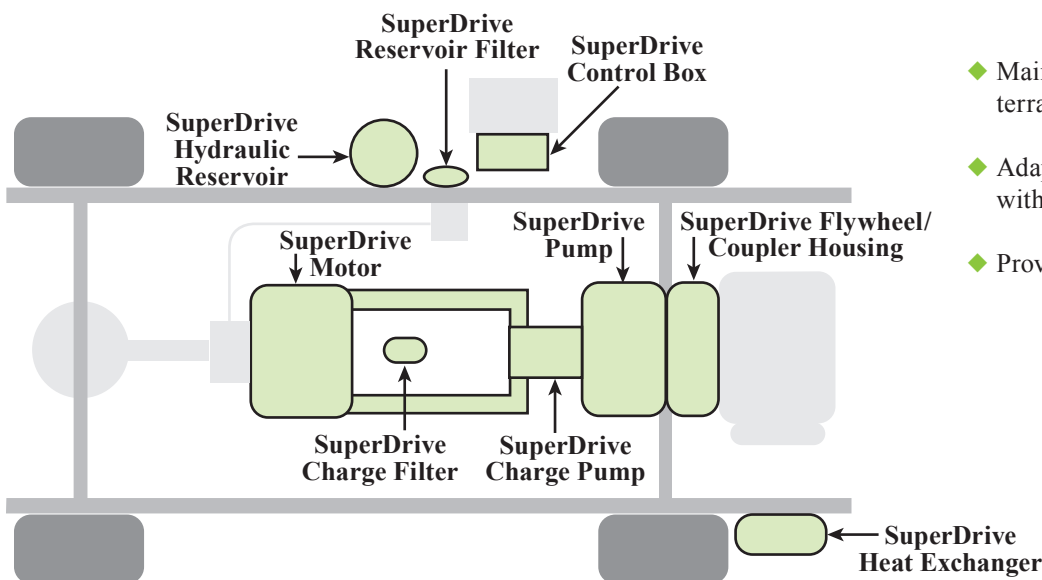 SuperDrive
Reservoir Filter
SuperDrive
Control Box
SuperDrive
Hydraulic
Reservoir
SuperDrive
Motor
SuperDrive
Pump
SuperDrive Flywheel/
Coupler Housing
SuperDrive
Charge Filter
SuperDrive
Charge Pump
SuperDrive
Heat Exchanger
with